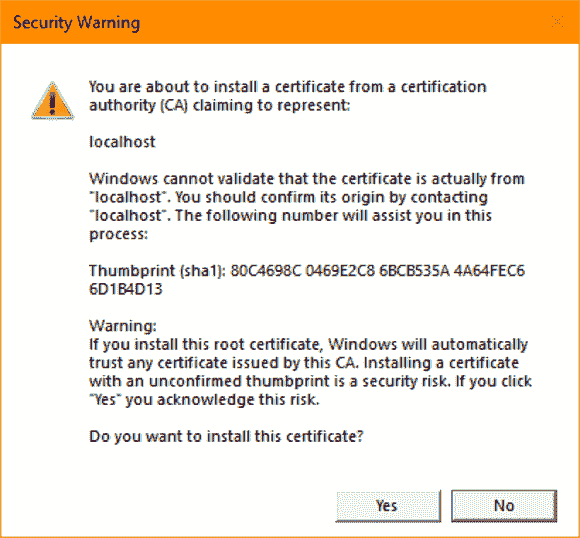 Security Warning
You are about to install a certificate from a certification
authority (CA) claiming to represent:
localhost
Windows cannot validate that the certificate is actually from
"localhost". You should confirm its origin by contacting
"localhost". The following number will assist you in this
process:
Thumbprint (sha1): 80C4698C 0469E2C8 6BCB535A 4A64FEC6
6D1B4D13
Warning:
If you install this root certificate, Windows will automatically
trust any certificate issued by this CA. Installing a certificate
with an unconfirmed thumbprint is a security risk. If you click
"Yes" you acknowledge this risk.
Do you want to install this certificate?
Yes
No